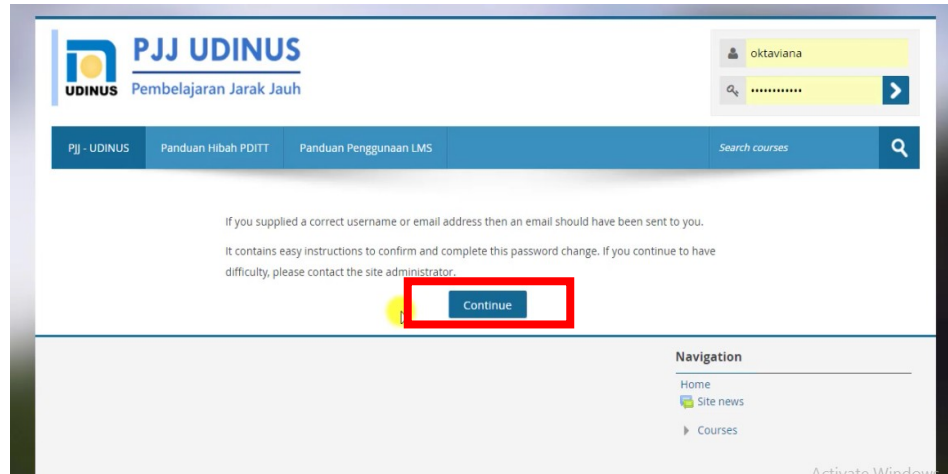 PJJ UDINUS
UDINUS
Pembelajaran Jarak Jauh
oktaviana
••••••••••••
PJJ - UDINUS
Panduan Hibah PDITT
Panduan Penggunaan LMS
Search courses
If you supplied a correct username or email address then an email should have been sent to you.
It contains easy instructions to confirm and complete this password change. If you continue to have
difficulty, please contact the site administrator.
Continue
Navigation
Home
Site news
Courses
Activate Windows